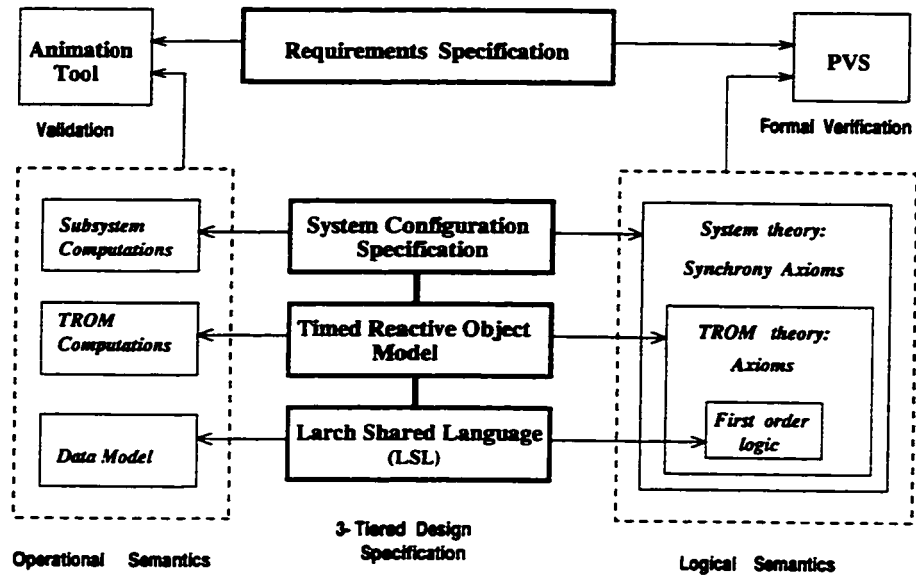 Animation
Tool
Requirements Specification
PVS
Validation
Formal Verification
Subsystem
Computations
System Configuration
Specification
System theory:
Synchrony Axioms
TROM
Computations
Timed Reactive Object
Model
TROM theory:
Axioms
Data Model
Larch Shared Language
(LSL)
First order
logic
3-Tiered Design
Specification
Operational Semantics
Logical Semantics